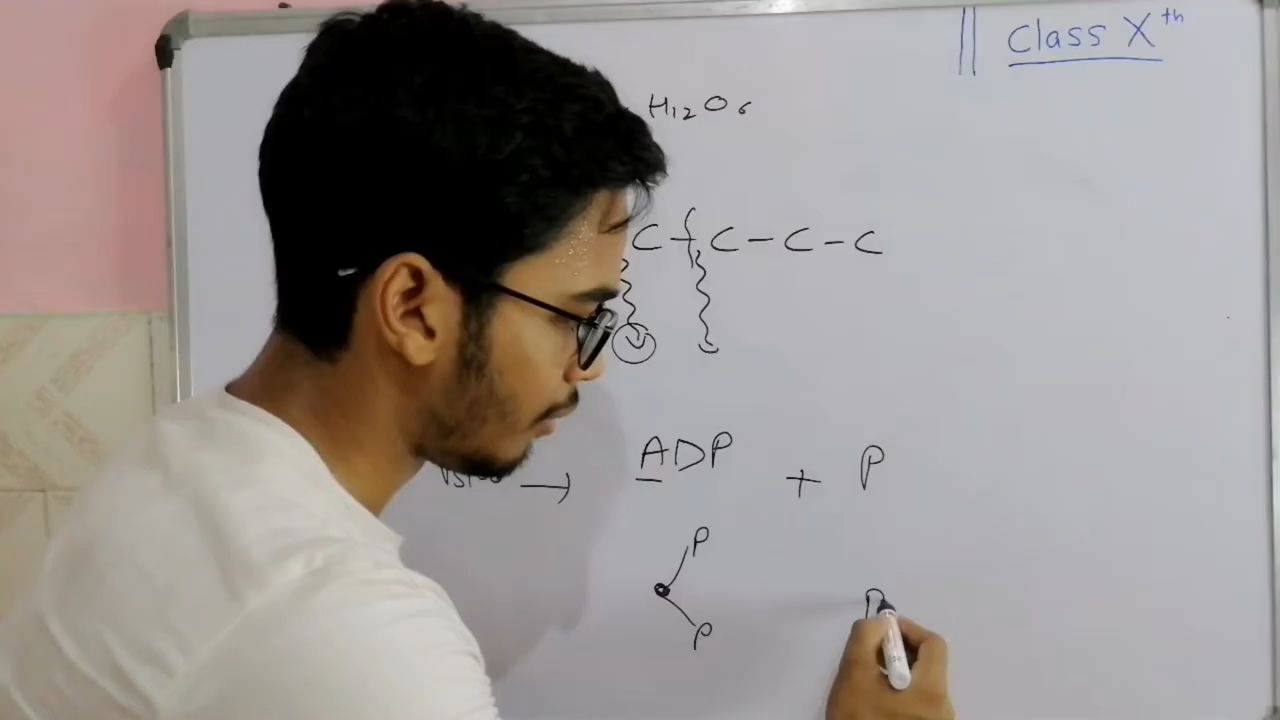 Class Xth
H12O6
C - C - C - C
→ ADP + P
P
P P